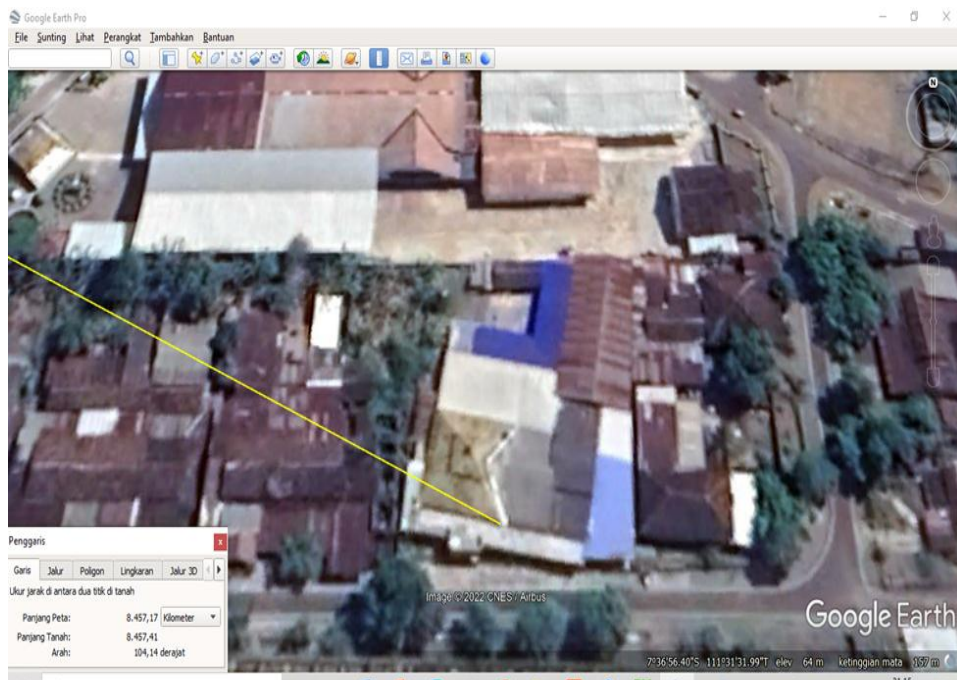 Google Earth Pro
File Sunting Lihat Perangkat Tambahkan Bantuan
N
Penggaris
Garis Jalur Poligon Lingkaran Jalur 3D
Ukur jarak di antara dua titik di tanah
Panjang Peta: 8.457,17 Kilometer
Panjang Tanah: 8.457,41
Arah: 104,14 derajat
Image © 2022 CNES / Airbus
Google Earth
7°36'56.40"S 111°31'31.99"T elev 64 m ketinggian mata 167 m